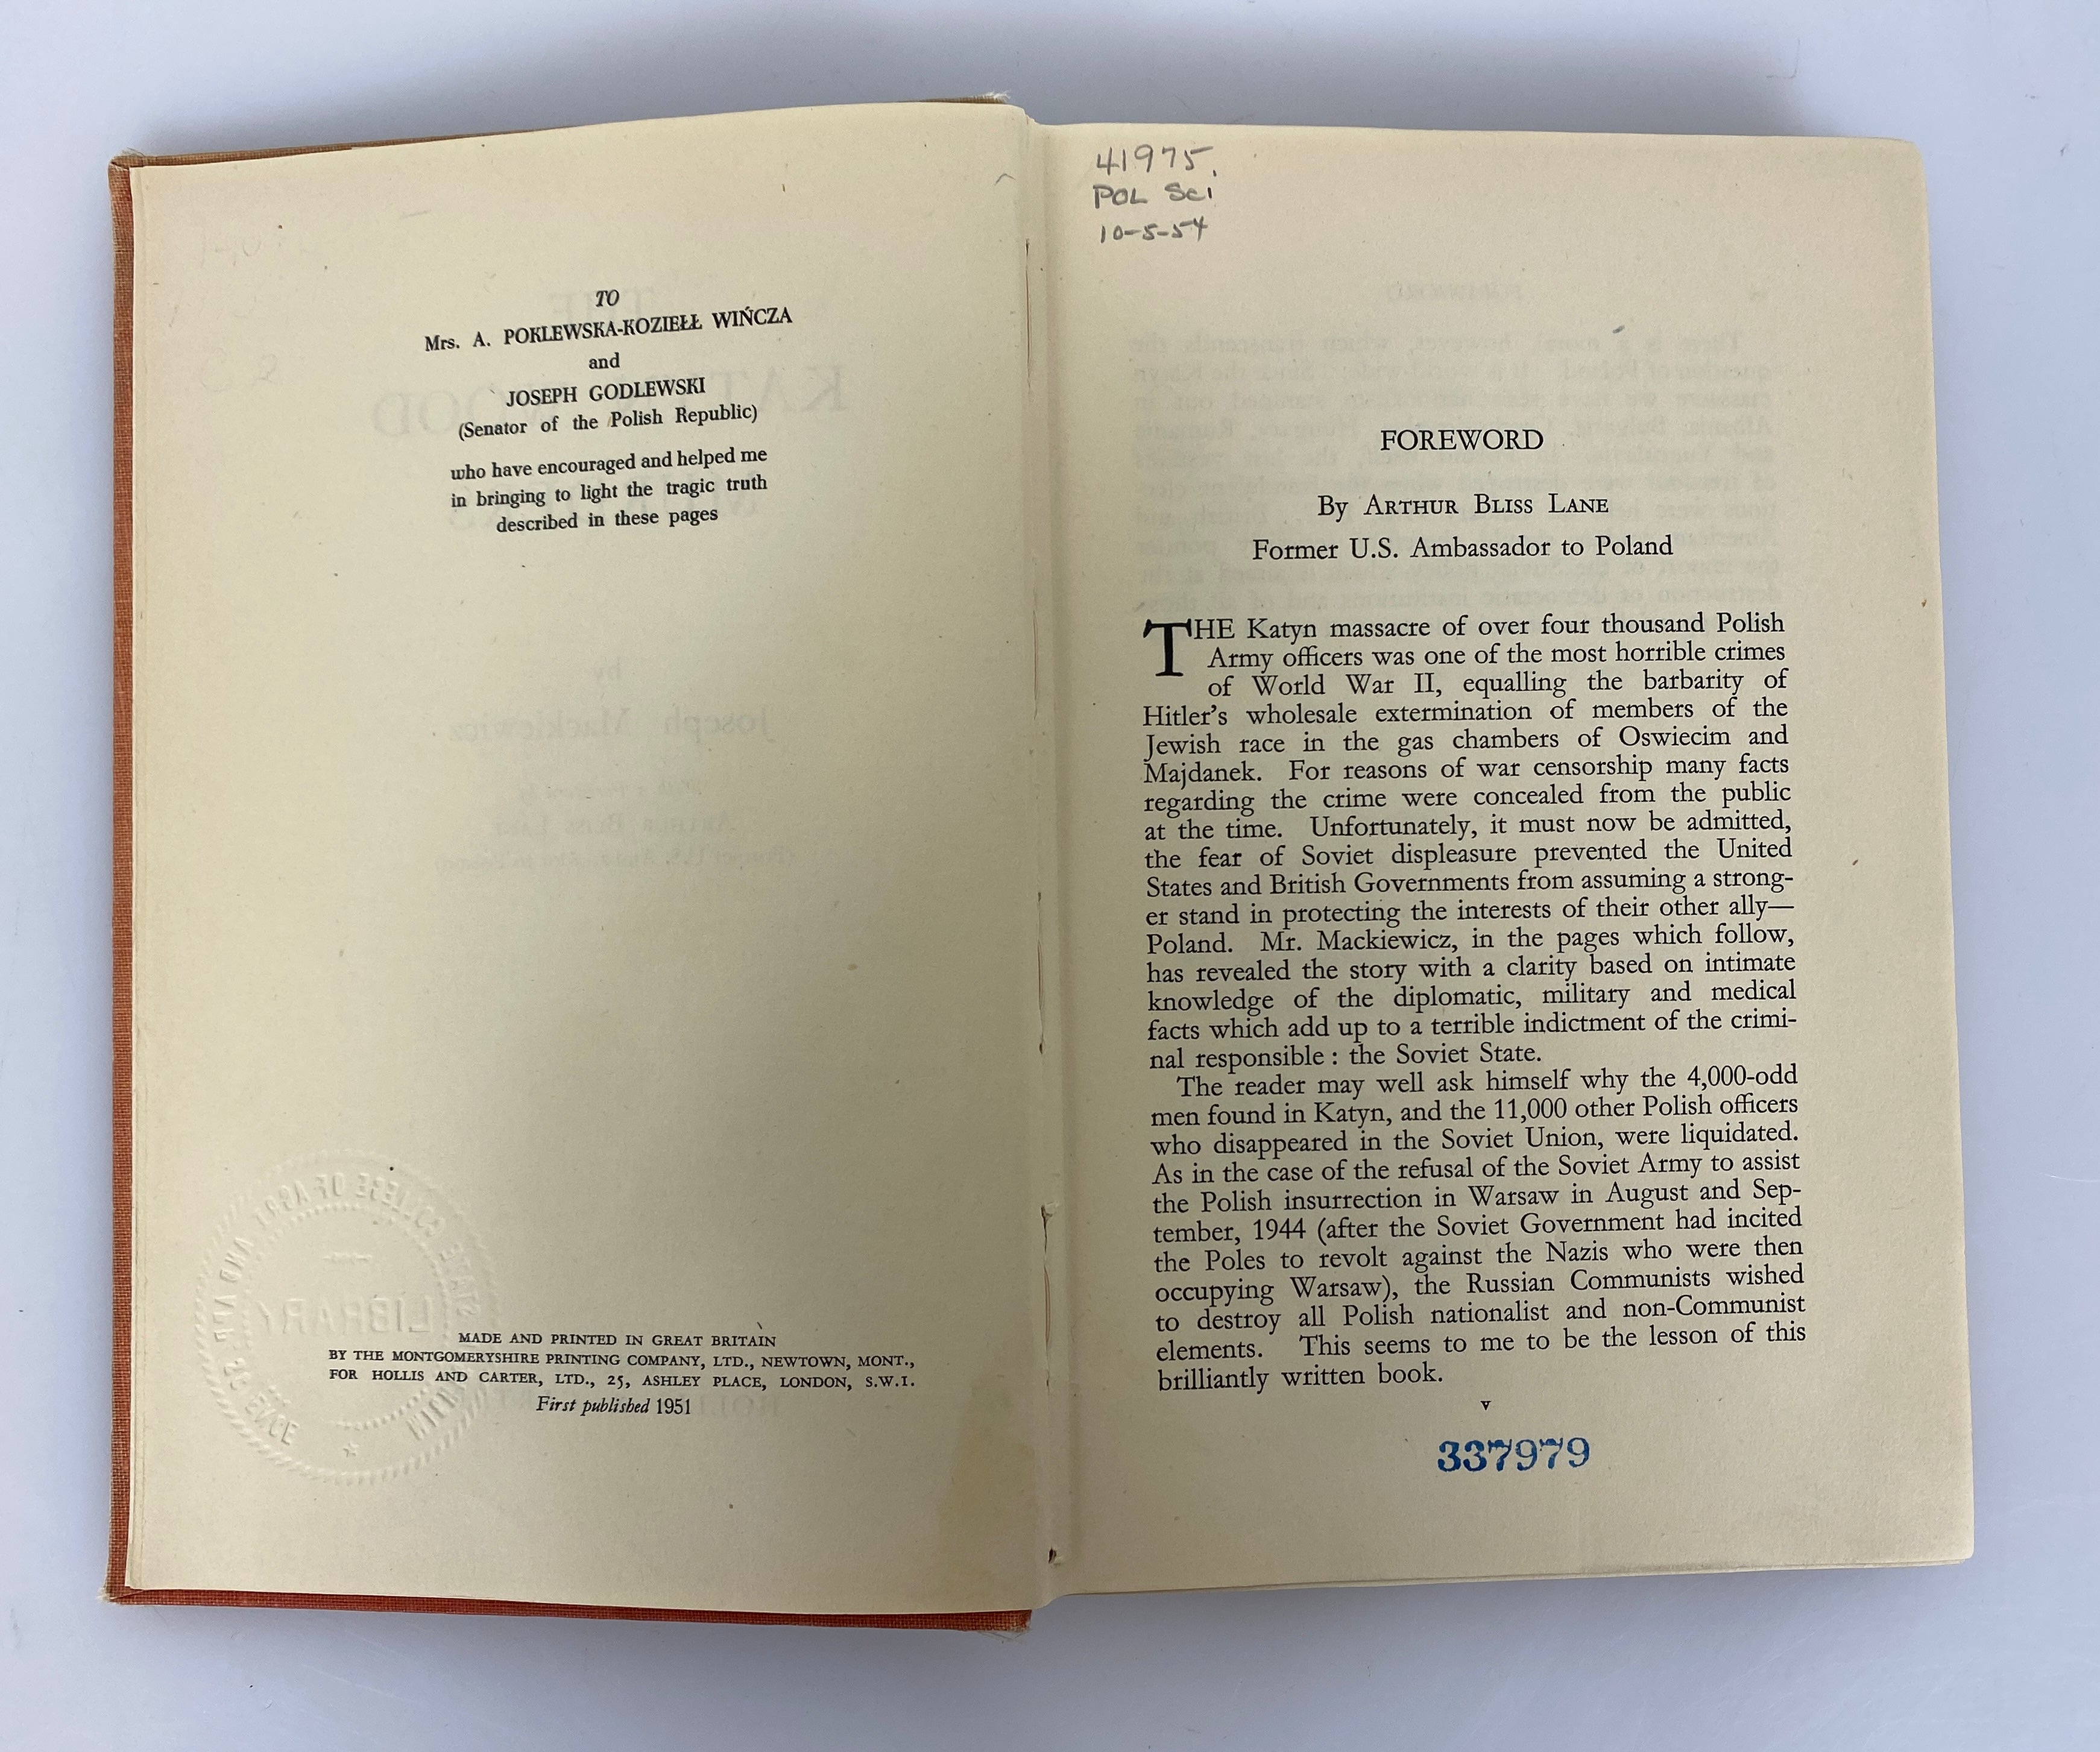 TO
Mrs. A. POKLEWSKA-KOZIEŁŁ WIŃCZA
and
JOSEPH GODLEWSKI
(Senator of the Polish Republic)
who have encouraged and helped me
in bringing to light the tragic truth
described in these pages
LIBRARY
MADE AND PRINTED IN GREAT BRITAIN
BY THE MONTGOMERYSHIRE PRINTING COMPANY, LTD., NEWTOWN, MONT.,
FOR HOLLIS AND CARTER, LTD., 25, ASHLEY PLACE, LONDON, S.W.I.
First published 1951
41975
POL Sci
10-5-54
FOREWORD
By ARTHUR BLISS LANE
Former U.S. Ambassador to Poland
THE Katyn massacre of over four thousand Polish
Army officers was one of the most horrible crimes
of World War II, equalling the barbarity of
Hitler's wholesale extermination of members of the
Jewish race in the gas chambers of Oswiecim and
Majdanek. For reasons of war censorship many facts
regarding the crime were concealed from the public
at the time. Unfortunately, it must now be admitted,
the fear of Soviet displeasure prevented the United
States and British Governments from assuming a strong-
er stand in protecting the interests of their other ally—
Poland. Mr. Mackiewicz, in the pages which follow,
has revealed the story with a clarity based on intimate
knowledge of the diplomatic, military and medical
facts which add up to a terrible indictment of the crimi-
nal responsible : the Soviet State.
The reader may well ask himself why the 4,000-odd
men found in Katyn, and the 11,000 other Polish officers
who disappeared in the Soviet Union, were liquidated.
As in the case of the refusal of the Soviet Army to assist
the Polish insurrection in Warsaw in August and Sep-
tember, 1944 (after the Soviet Government had incited
the Poles to revolt against the Nazis who were then
occupying Warsaw), the Russian Communists wished
to destroy all Polish nationalist and non-Communist
elements. This seems to me to be the lesson of this
brilliantly written book.
v
337979